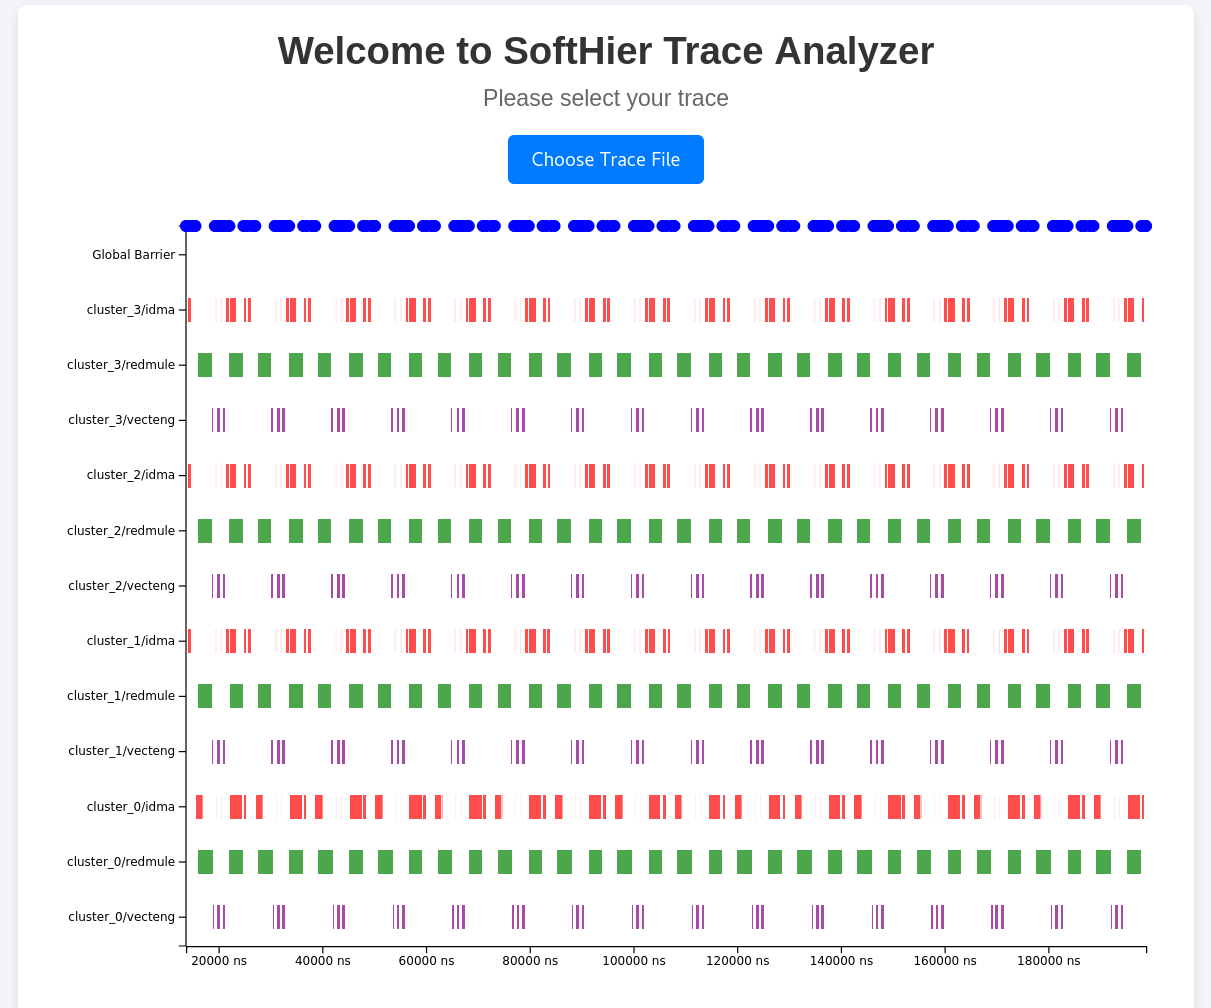 Welcome to SoftHier Trace Analyzer
Please select your trace
Choose Trace File
Global Barrier
cluster_3/idma
cluster_3/redmule
cluster_3/vecteng
cluster_2/idma
cluster_2/redmule
cluster_2/vecteng
cluster_1/idma
cluster_1/redmule
cluster_1/vecteng
cluster_0/idma
cluster_0/redmule
cluster_0/vecteng
20000 ns 40000 ns 60000 ns 80000 ns 100000 ns 120000 ns 140000 ns 160000 ns 180000 ns